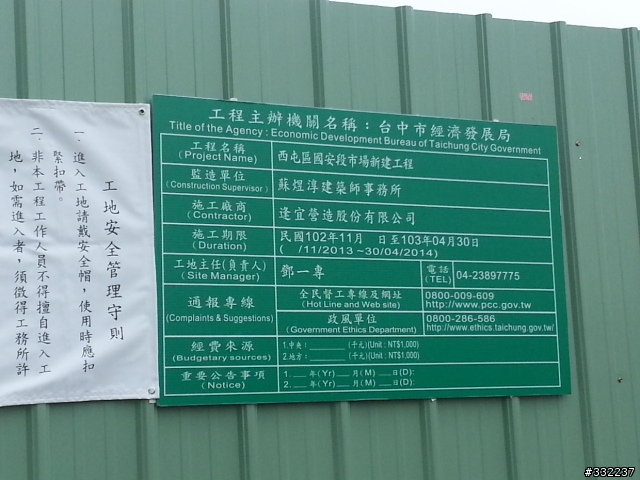 工程主辦機關名稱：台中市經濟發展局
Title of the Agency : Economic Development Bureau of Taichung City Government
工程名稱
(Project Name)
西屯區國安段市場新建工程
監造單位
(Construction Supervisor)
蘇煜淳建築師事務所
施工廠商
(Contractor)
逢宜營造股份有限公司
施工期限
(Duration)
民國102年11月 日至103年04月30日
( /11/2013 ~30/04/2014)
工地主任(負責人)
(Site Manager)
鄧一専
電話
(TEL)
04-23897775
通報專線
(Complaints & Suggestions)
全民督工專線及網址
(Hot Line and Web site)
0800-009-609
http://www.pcc.gov.tw
政風單位
(Government Ethics Department)
0800-286-586
http://www.ethics.taichung.gov.tw/
經費來源
(Budgetary sources)
1.中央：________ (千元)(Unit : NT$1,000)
2.地方：________ (千元)(Unit : NT$1,000)
重要公告事項
(Notice)
1. ___ 年(Yr) ___ 月(M) ___ 日(D):
2. ___ 年(Yr) ___ 月(M) ___ 日(D):
工地安全管理守則
一. 進入工地請戴安全帽，使用時應扣
緊扣帶。
二. 非本工程工作人員不得擅自進入工
地，如需進入者，須徵得工務所許
#332237